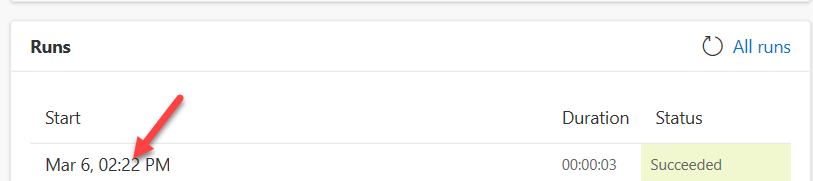 Runs All runs
Start Duration Status
Mar 6, 02:22 PM 00:00:03 Succeeded